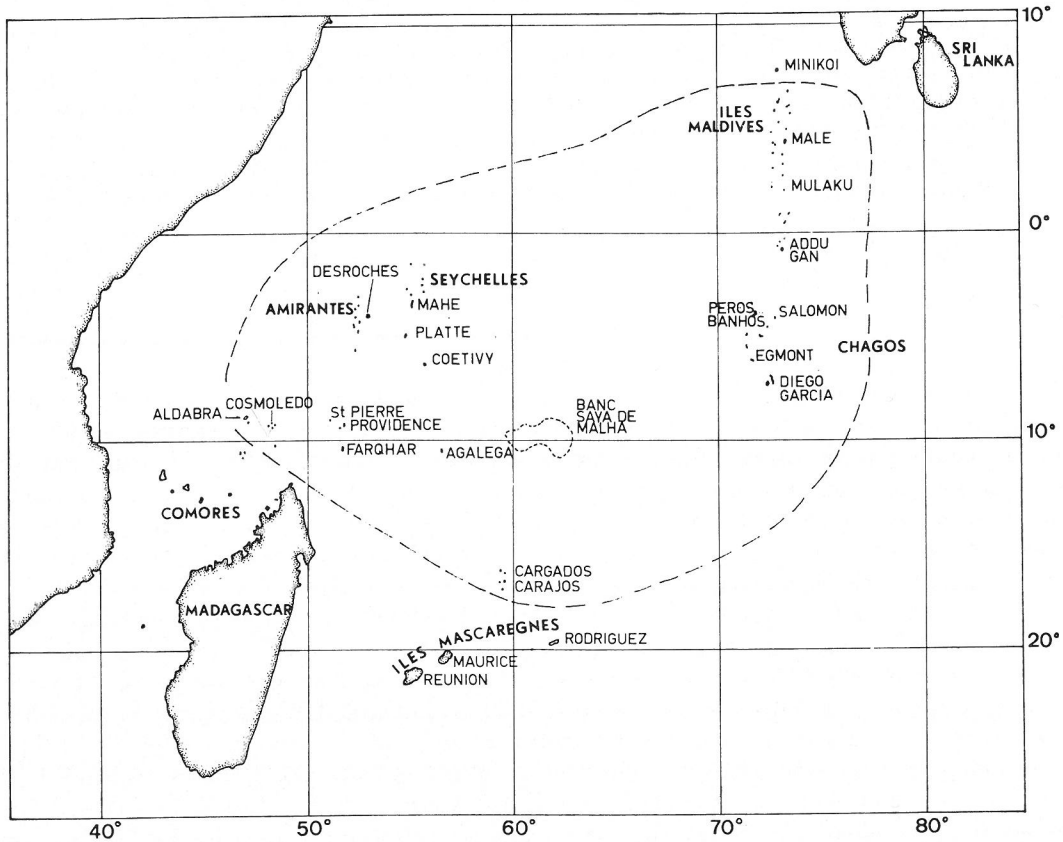 10°
SRI
LANKA
MINIKOI
ILES
MALDIVES
MALE
MULAKU
0°
ADDU
GAN
DESROCHES
SEYCHELLES
AMIRANTES
MAHE
PLATTE
COETIVY
PEROS
BANHOS
SALOMON
EGMONT
CHAGOS
DIEGO
GARCIA
ALDABRA
COSMOLEDO
St PIERRE
PROVIDENCE
FARQHAR
AGALEGA
BANC
SAYA DE
MALHA
10°
COMORES
CARGADOS
CARAJOS
MADAGASCAR
ILES MASCAREGNES
RODRIGUEZ
MAURICE
REUNION
20°
40°
50°
60°
70°
80°